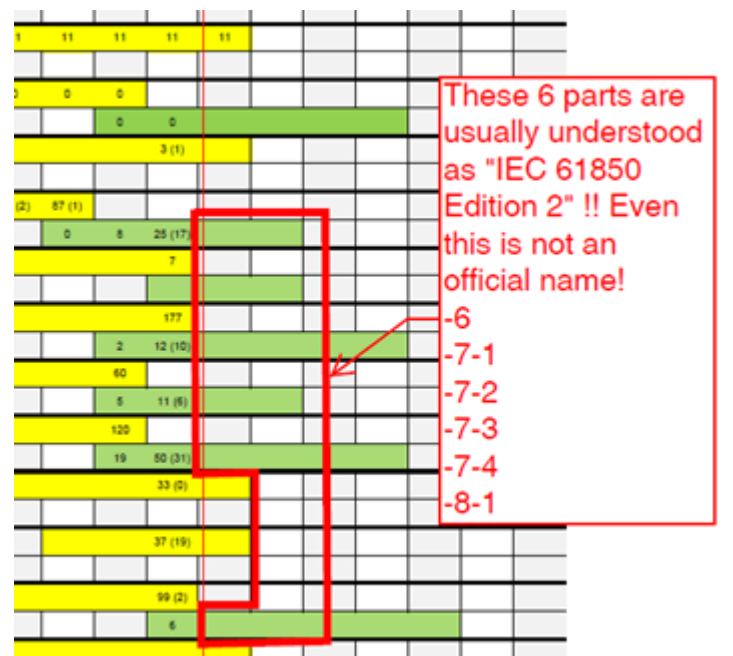 1 11 11 11 11
0 0 0
0 0
3 (1)
(2) 87 (1)
0 8 25 (17)
7
177
2 12 (10)
60
5 11 (6)
120
19 50 (31)
33 (0)
37 (19)
99 (2)
6
These 6 parts are
usually understood
as "IEC 61850
Edition 2" !! Even
this is not an
official name!
-6
-7-1
-7-2
-7-3
-7-4
-8-1